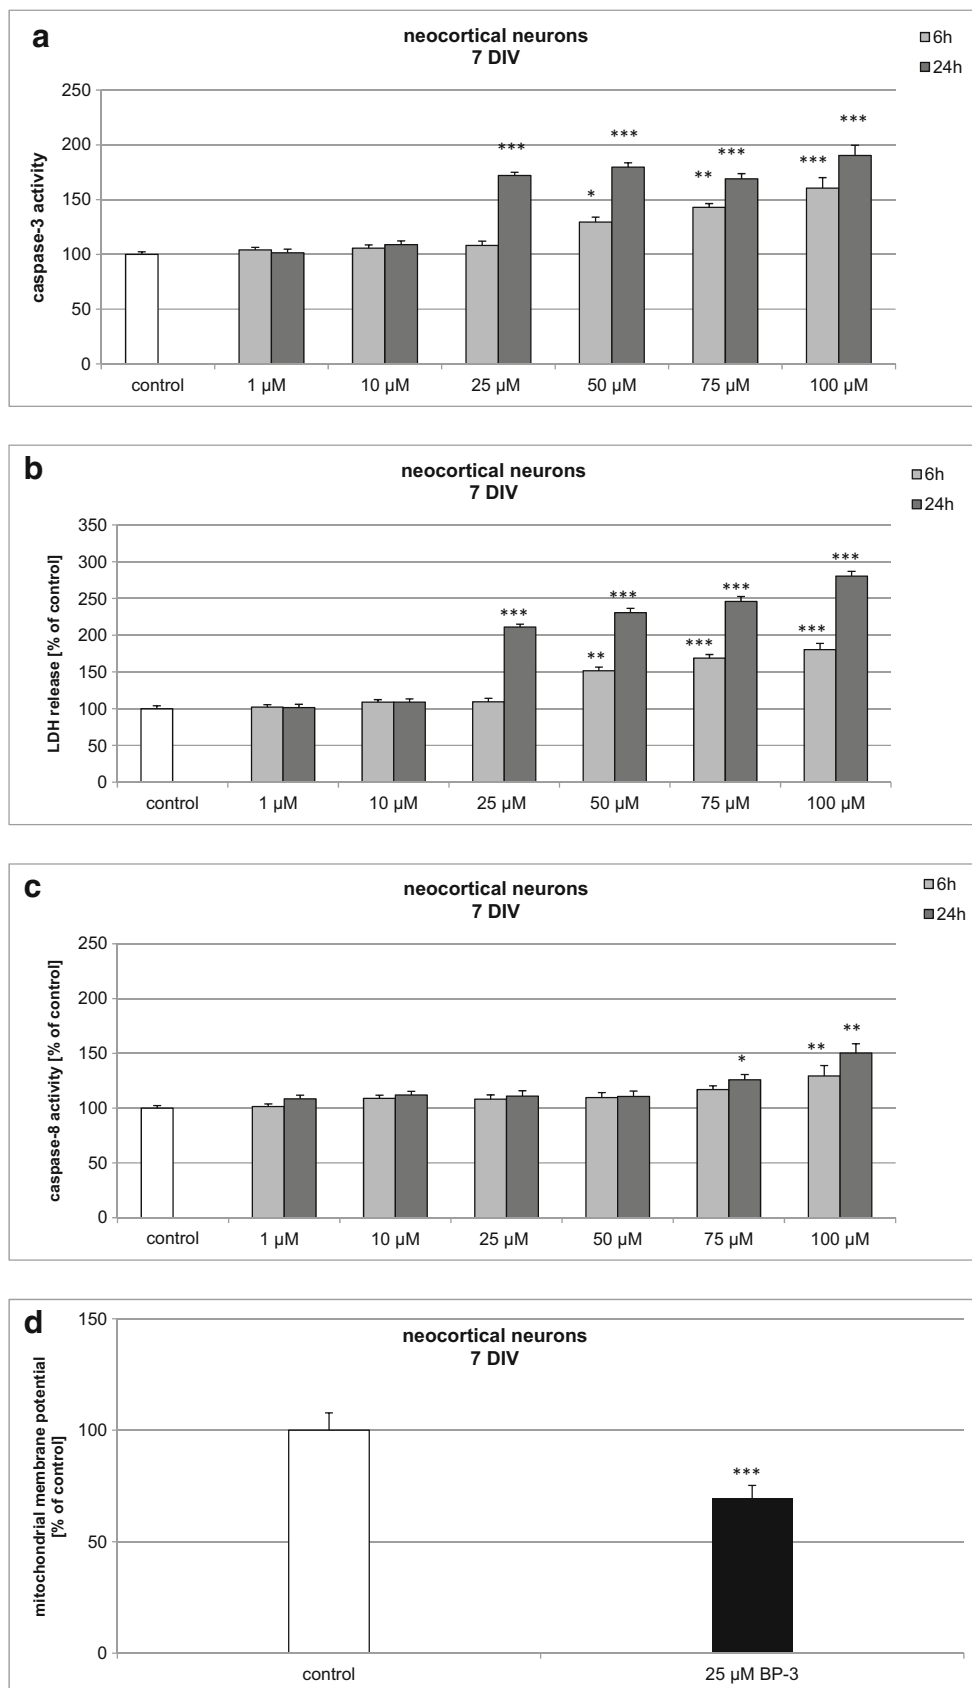 a
neocortical neurons
7 DIV
6h
24h
caspase-3 activity
250
200
150
100
50
0
*** *** *** *** * ** ***
control 1 µM 10 µM 25 µM 50 µM 75 µM 100 µM
b
neocortical neurons
7 DIV
6h
24h
LDH release [% of control]
350
300
250
200
150
100
50
0
*** *** *** *** ** *** ***
control 1 µM 10 µM 25 µM 50 µM 75 µM 100 µM
c
neocortical neurons
7 DIV
6h
24h
caspase-8 activity [% of control]
250
200
150
100
50
0
* ** **
control 1 µM 10 µM 25 µM 50 µM 75 µM 100 µM
d
neocortical neurons
7 DIV
mitochondrial membrane potential
[% of control]
150
100
50
0
***
control 25 µM BP-3